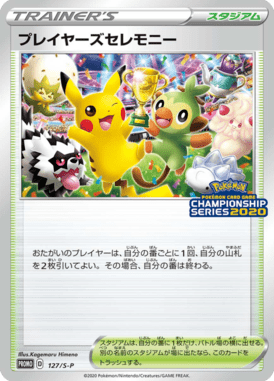 TRAINER'S
スタジアム
プレイヤーズセレモニー
Pokémon
POKÉMON CARD GAME
CHAMPIONSHIP
SERIES 2020
おたがいのプレイヤーは、自分の番ごとに1回、自分の山札
を2枚引いてよい。その場合、自分の番は終わる。
Illus.Kagemaru Himeno
PROMO D 127/S-P
スタジアムは、自分の番に1枚だけ、バトル場の横に出せる。
別の名前のスタジアムが場に出たなら、このカードを
トラッシュする。
©2020 Pokémon/Nintendo/Creatures/GAME FREAK.